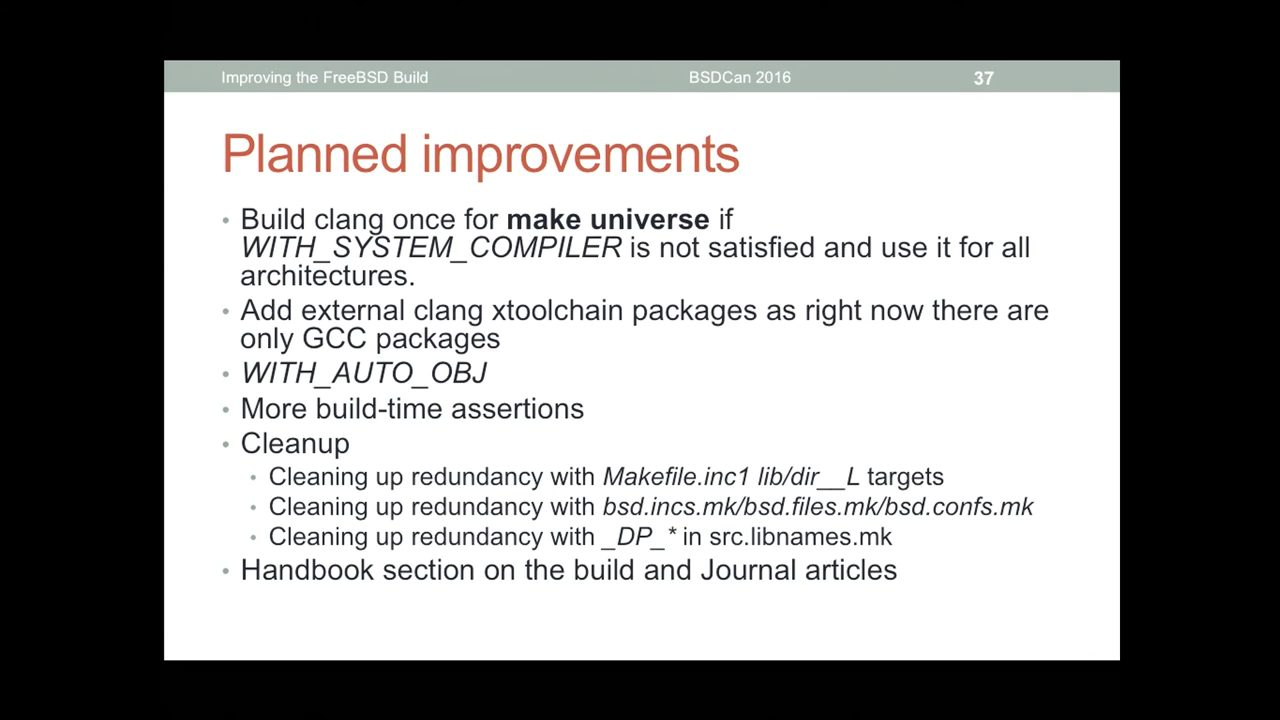 Improving the FreeBSD Build BSDCan 2016 37
Planned improvements
• Build clang once for make universe if
WITH_SYSTEM_COMPILER is not satisfied and use it for all
architectures.
• Add external clang xtoolchain packages as right now there are
only GCC packages
• WITH_AUTO_OBJ
• More build-time assertions
• Cleanup
• Cleaning up redundancy with Makefile.inc1 lib/dir__L targets
• Cleaning up redundancy with bsd.incs.mk/bsd.files.mk/bsd.confs.mk
• Cleaning up redundancy with _DP_* in src.libnames.mk
• Handbook section on the build and Journal articles